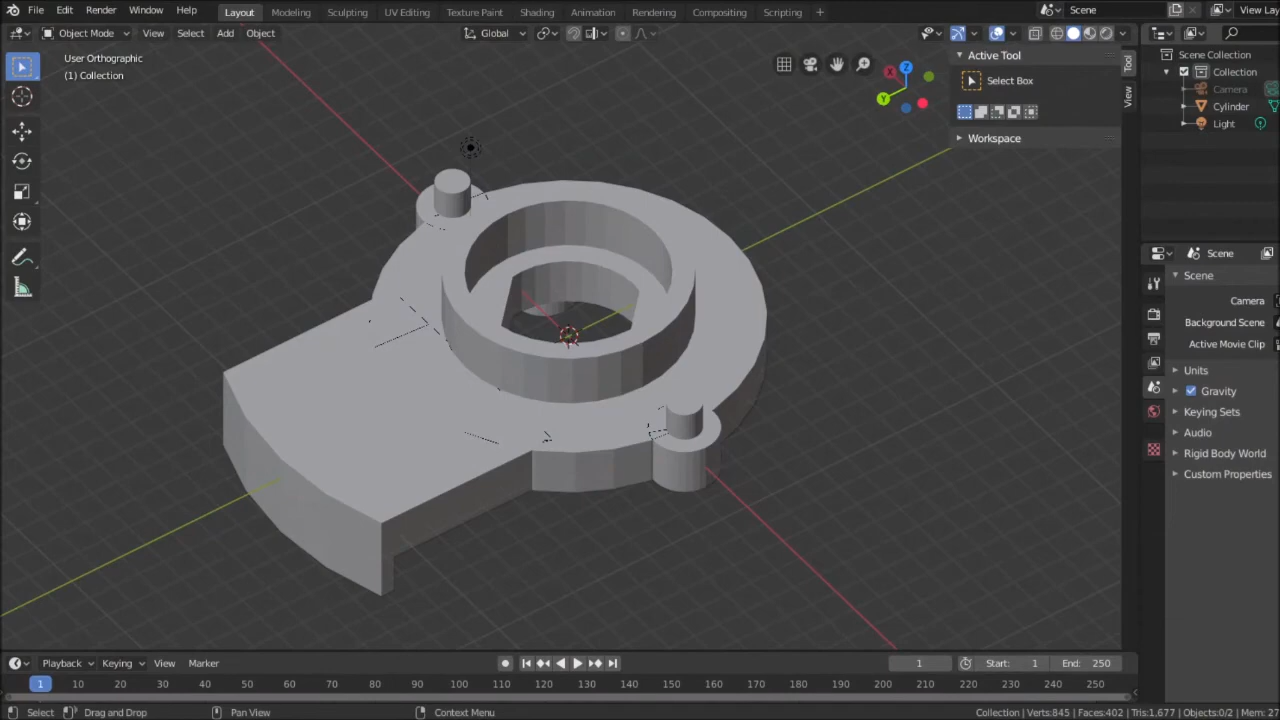 File Edit Render Window Help Layout Modeling Sculpting UV Editing Texture Paint Shading Animation Rendering Compositing Scripting + Scene View Lay
Object Mode View Select Add Object Global
User Orthographic
(1) Collection
Active Tool
Select Box
Workspace
Tool
View
X
Y
Z
Scene Collection
Collection
Camera
Cylinder
Light
Scene
Scene
Camera
Background Scene
Active Movie Clip
Units
Gravity
Keying Sets
Audio
Rigid Body World
Custom Properties
Playback Keying View Marker 1 Start: 1 End: 250
1 10 20 30 40 50 60 70 80 90 100 110 120 130 140 150 160 170 180 190 200 210 220 230 240 250
Select Drag and Drop Pan View Context Menu Collection | Verts:845 | Faces:402 | Tris:1,677 | Objects:0/2 | Mem: 27